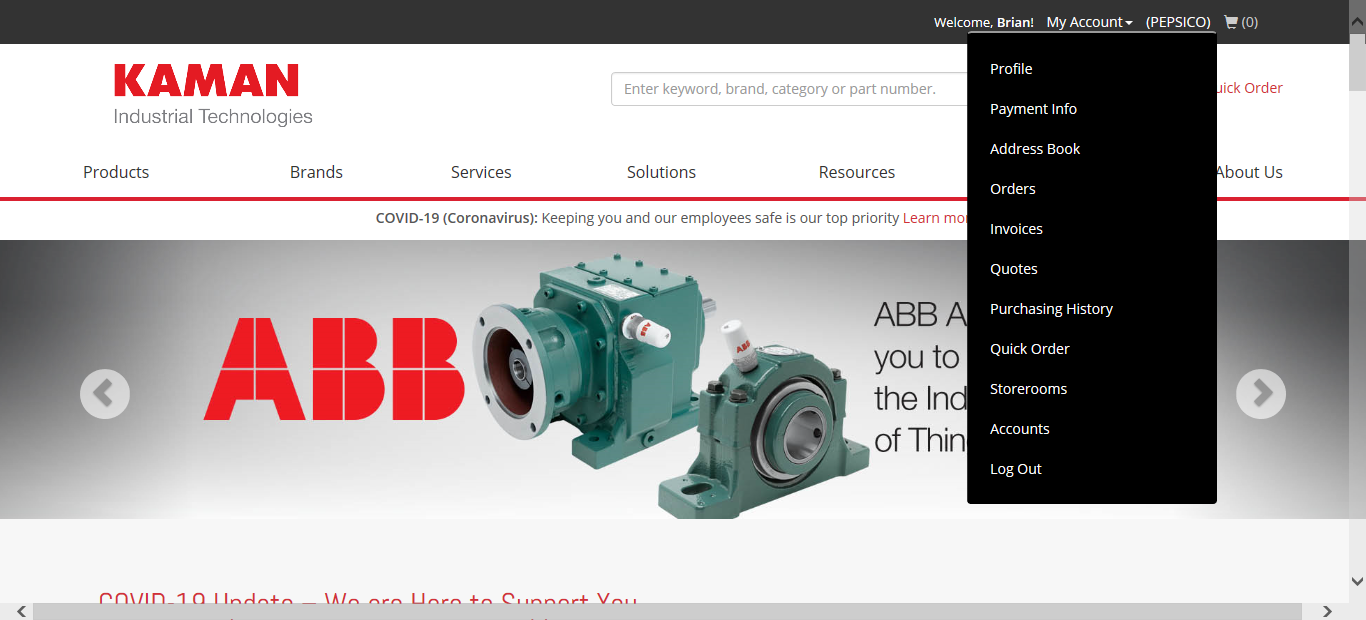 Welcome, Brian! My Account (PEPSICO) (0)
KAMAN
Industrial Technologies
Enter keyword, brand, category or part number.
uick Order
Products Brands Services Solutions Resources About Us
COVID-19 (Coronavirus): Keeping you and our employees safe is our top priority Learn mor
Profile
Payment Info
Address Book
Orders
Invoices
Quotes
Purchasing History
Quick Order
Storerooms
Accounts
Log Out
ABB
ABB
ABB
ABB A
you to
the Ind
of Thin
COVID-19 Update – We are Here to Support You